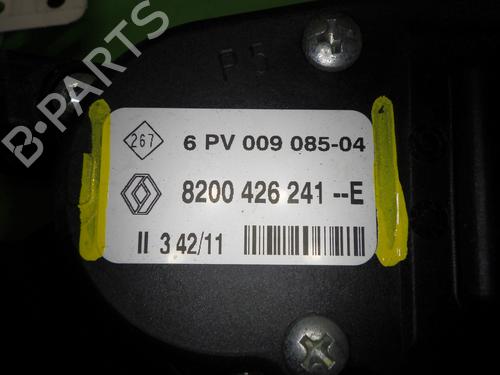 P5
B-PARTS
267
6 PV 009 085-04
8200 426 241 --E
II 3 42/11